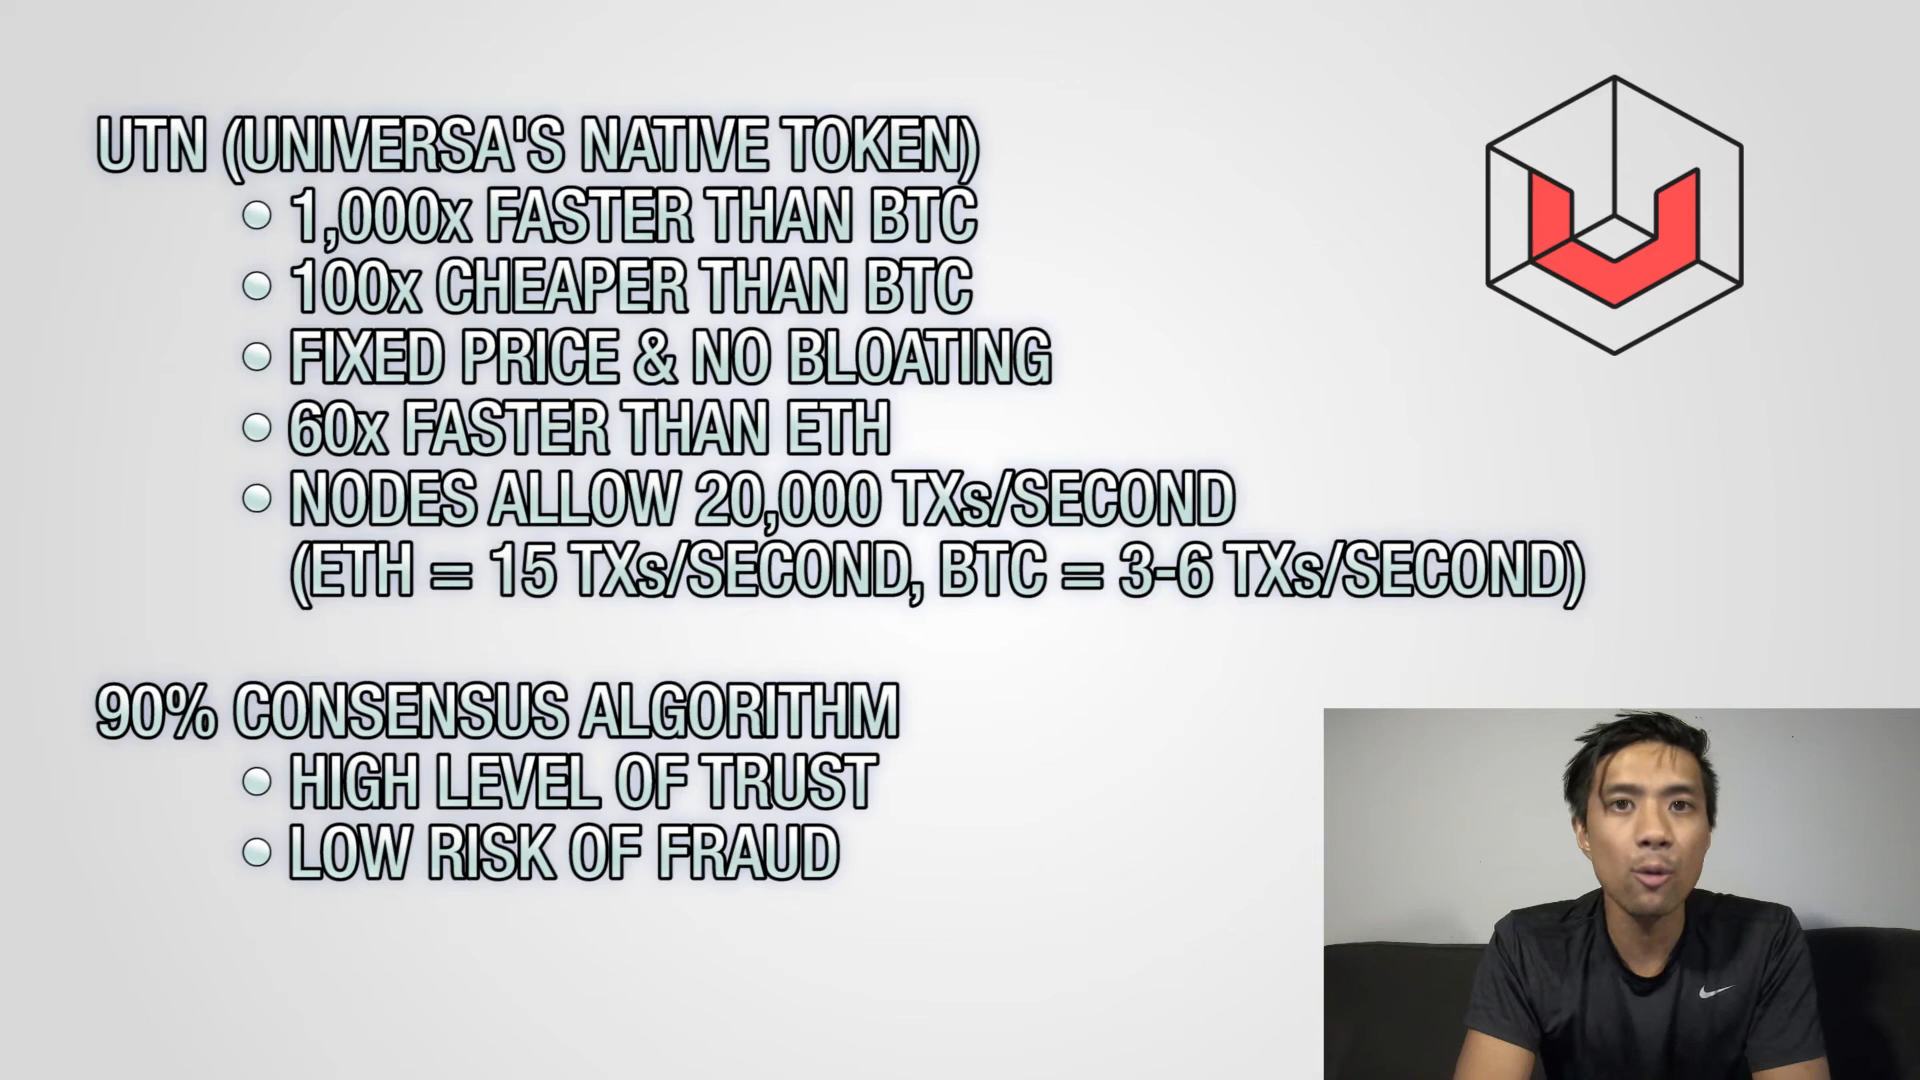 UTN (UNIVERSA'S NATIVE TOKEN)
• 1,000x FASTER THAN BTC
• 100x CHEAPER THAN BTC
• FIXED PRICE & NO BLOATING
• 60x FASTER THAN ETH
• NODES ALLOW 20,000 TXs/SECOND
(ETH = 15 TXs/SECOND, BTC = 3-6 TXs/SECOND)
90% CONSENSUS ALGORITHM
• HIGH LEVEL OF TRUST
• LOW RISK OF FRAUD